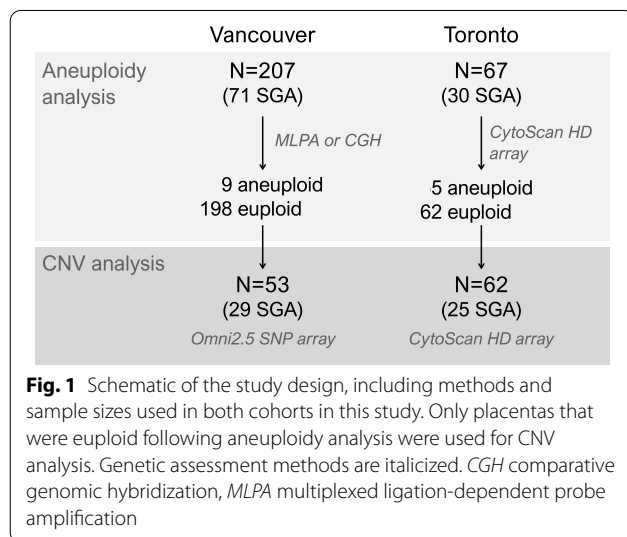 Vancouver Toronto
Aneuploidy analysis
N=207 N=67
(71 SGA) (30 SGA)
MLPA or CGH CytoScan HD array
9 aneuploid 5 aneuploid
198 euploid 62 euploid
CNV analysis
N=53 N=62
(29 SGA) (25 SGA)
Omni2.5 SNP array CytoScan HD array
Fig. 1 Schematic of the study design, including methods and
sample sizes used in both cohorts in this study. Only placentas that
were euploid following aneuploidy analysis were used for CNV
analysis. Genetic assessment methods are italicized. CGH comparative
genomic hybridization, MLPA multiplexed ligation-dependent probe
amplification